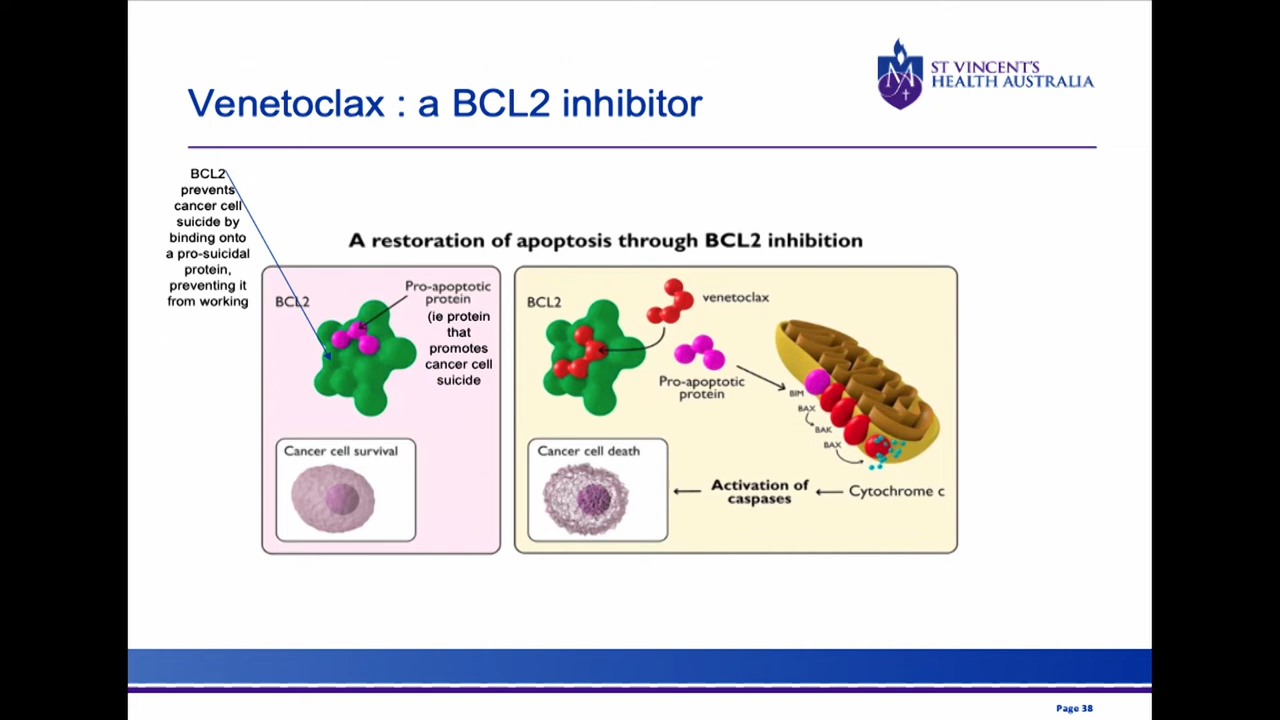 ST VINCENT'S
HEALTH AUSTRALIA
Venetoclax : a BCL2 inhibitor
BCL2
prevents
cancer cell
suicide by
binding onto
a pro-suicidal
protein,
preventing it
from working
A restoration of apoptosis through BCL2 inhibition
BCL2
Pro-apoptotic
protein
(ie protein
that
promotes
cancer cell
suicide
Cancer cell survival
BCL2
venetoclax
Pro-apoptotic
protein
BIM
BAX
BAK
BAX
Cancer cell death
Activation of
caspases
Cytochrome c
Page 38